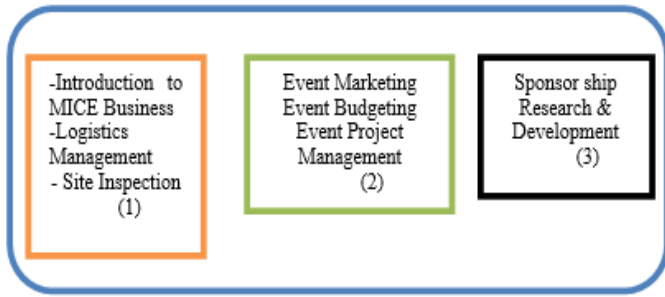 -Introduction to
MICE Business
-Logistics
Management
- Site Inspection
(1)
Event Marketing
Event Budgeting
Event Project
Management
(2)
Sponsor ship
Research &
Development
(3)